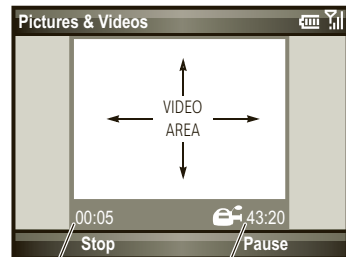 Pictures & Videos
VIDEO
AREA
00:05 43:20
Stop Pause